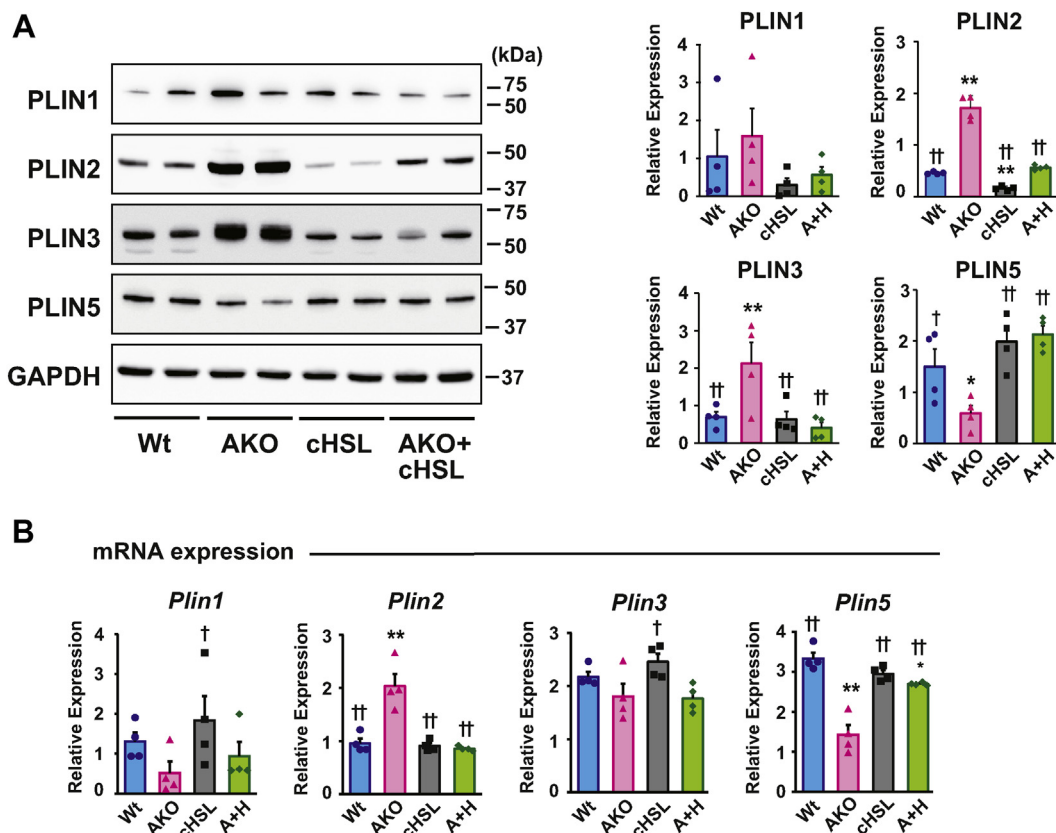 A
(kDa)
PLIN1
75
50
PLIN2
50
37
PLIN3
75
50
PLIN5
50
37
GAPDH
37
Wt AKO cHSL AKO+
cHSL
PLIN1
Relative Expression
4
3
2
1
0
Wt AKO cHSL A+H
PLIN2
Relative Expression
3
2
1
0
††
**
††
**
††
Wt AKO cHSL A+H
PLIN3
Relative Expression
4
3
2
1
0
††
**
††
††
Wt AKO cHSL A+H
PLIN5
Relative Expression
3
2
1
0
†
*
††
††
Wt AKO cHSL A+H
B
mRNA expression
Plin1
Relative Expression
4
3
2
1
0
†
Wt AKO cHSL A+H
Plin2
Relative Expression
3
2
1
0
††
**
††
††
Wt AKO cHSL A+H
Plin3
Relative Expression
3
2
1
0
†
Wt AKO cHSL A+H
Plin5
Relative Expression
4
3
2
1
0
††
**
††
††
*
Wt AKO cHSL A+H